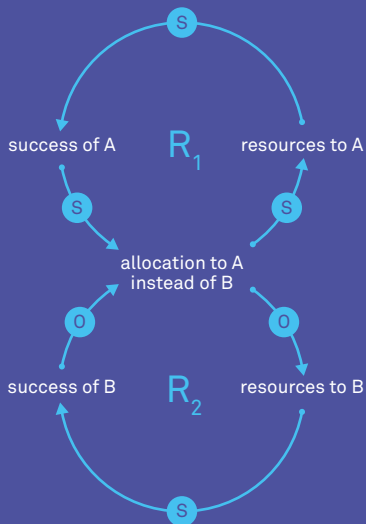 S
success of A
R1
resources to A
S
S
allocation to A
instead of B
O
O
success of B
R2
resources to B
S